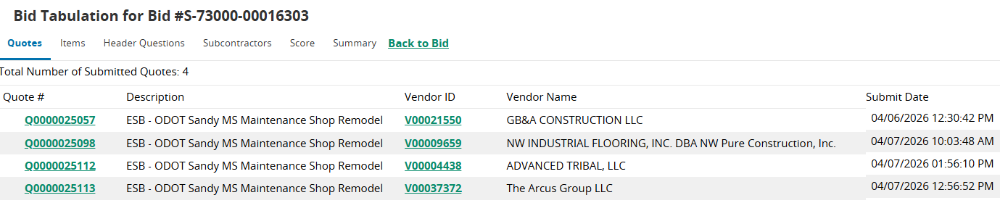 Bid Tabulation for Bid #S-73000-00016303
Quotes Items Header Questions Subcontractors Score Summary Back to Bid
Total Number of Submitted Quotes: 4
Quote # Description Vendor ID Vendor Name Submit Date
Q0000025057 ESB - ODOT Sandy MS Maintenance Shop Remodel V00021550 GB&A CONSTRUCTION LLC 04/06/2026 12:30:42 PM
Q0000025098 ESB - ODOT Sandy MS Maintenance Shop Remodel V00009659 NW INDUSTRIAL FLOORING, INC. DBA NW Pure Construction, Inc. 04/07/2026 10:03:48 AM
Q0000025112 ESB - ODOT Sandy MS Maintenance Shop Remodel V00004438 ADVANCED TRIBAL, LLC 04/07/2026 01:56:10 PM
Q0000025113 ESB - ODOT Sandy MS Maintenance Shop Remodel V00037372 The Arcus Group LLC 04/07/2026 12:56:52 PM